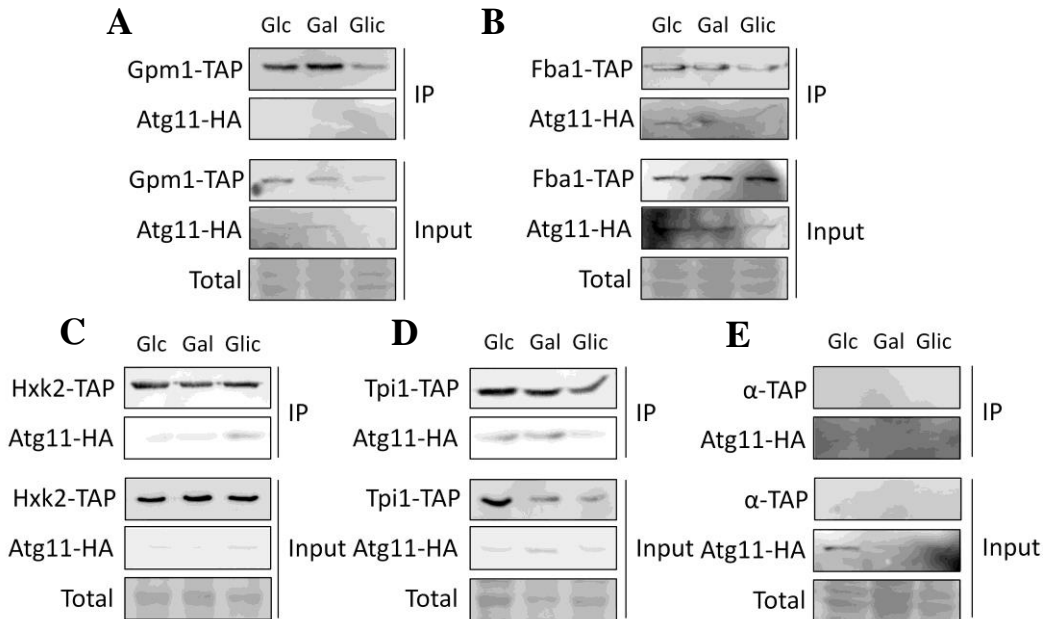 A
Glc Gal Glic
Gpm1-TAP
Atg11-HA
IP
Gpm1-TAP
Atg11-HA
Total
Input
B
Glc Gal Glic
Fba1-TAP
Atg11-HA
IP
Fba1-TAP
Atg11-HA
Total
Input
C
Glc Gal Glic
Hxk2-TAP
Atg11-HA
IP
Hxk2-TAP
Atg11-HA
Total
Input
D
Glc Gal Glic
Tpi1-TAP
Atg11-HA
IP
Tpi1-TAP
Atg11-HA
Total
Input
E
Glc Gal Glic
α-TAP
Atg11-HA
IP
α-TAP
Atg11-HA
Total
Input